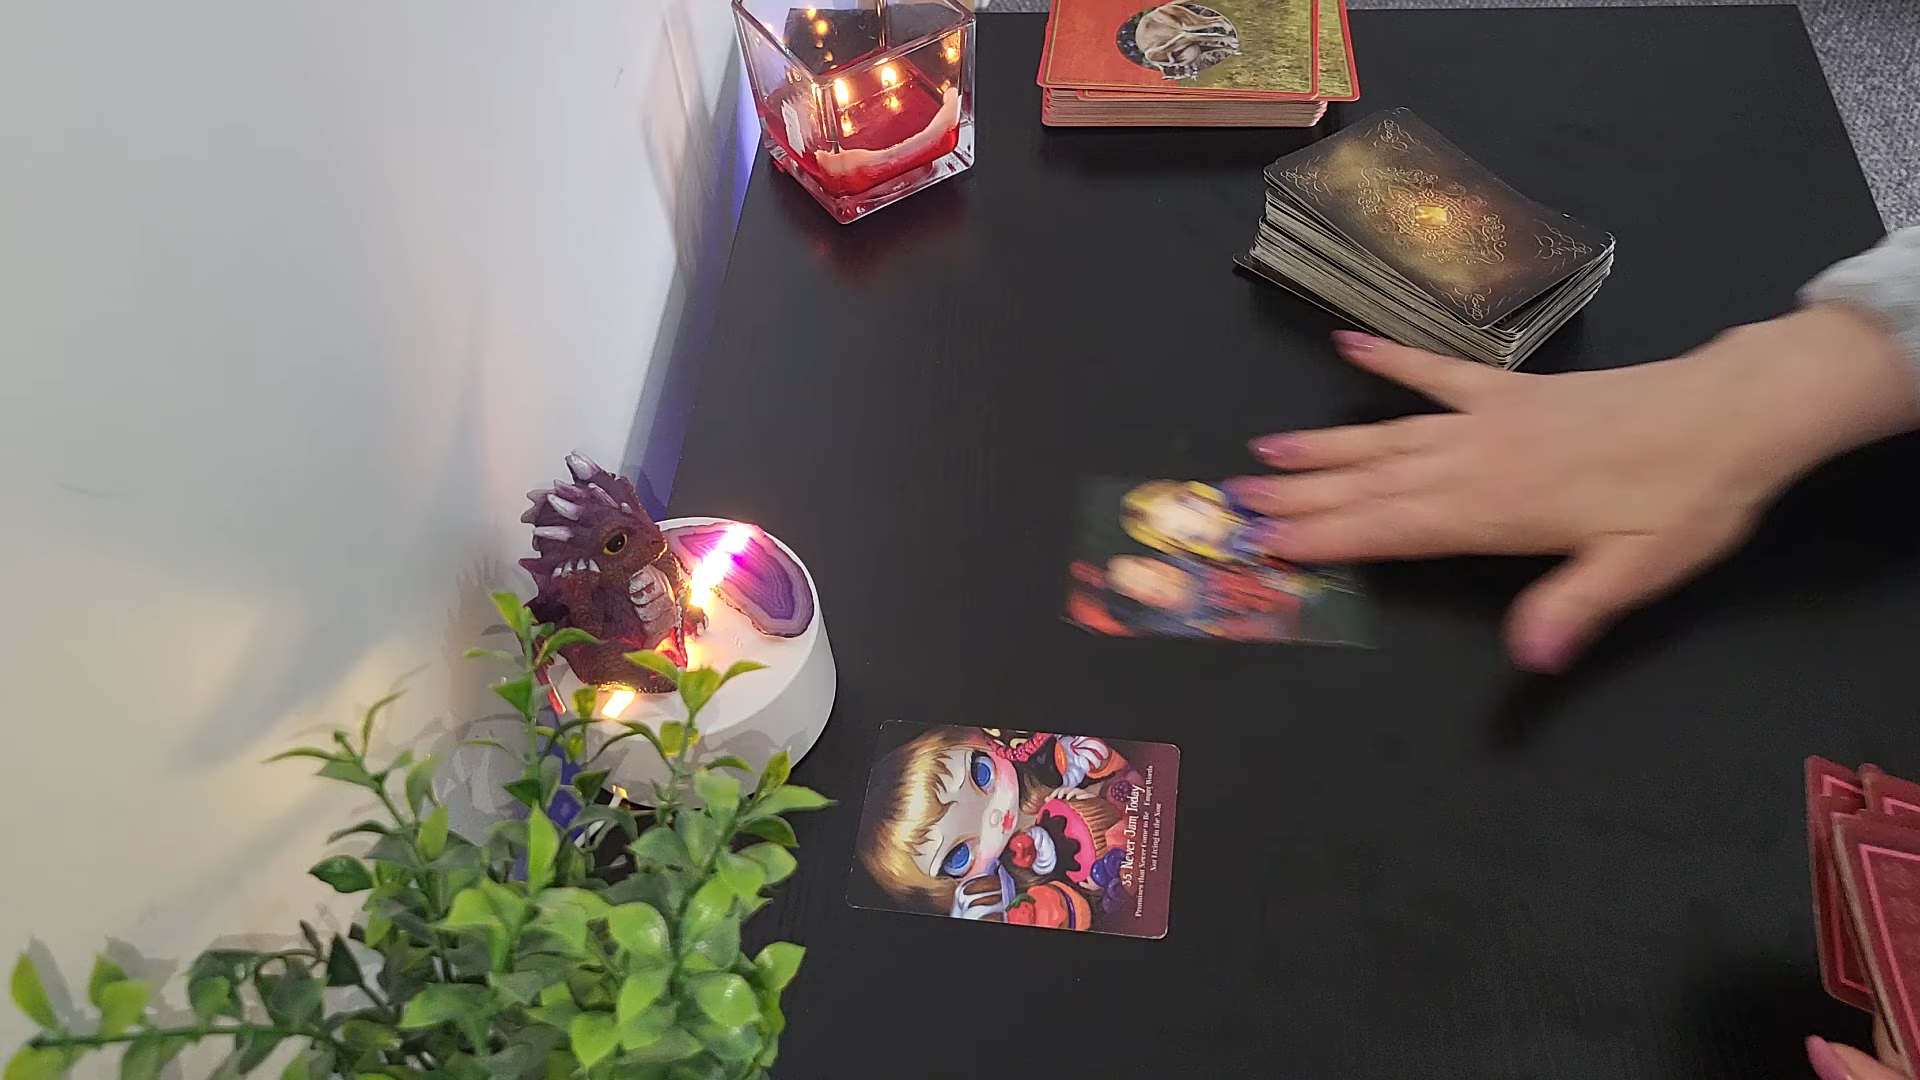 35. Never Jam Today
Promises that Never Come to Be Empty Words
Not Living in the Now